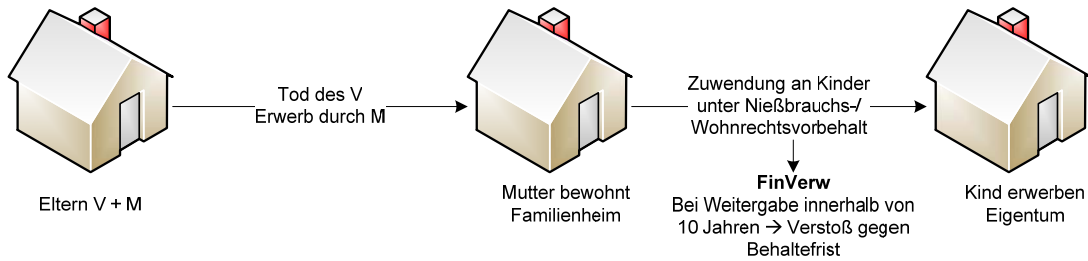 Eltern V + M
Tod des V
Erwerb durch M
Mutter bewohnt
Familienheim
Zuwendung an Kinder
unter Nießbrauchs-/
Wohnrechtsvorbehalt
FinVerw
Bei Weitergabe innerhalb von
10 Jahren → Verstoß gegen
Behaltefrist
Kind erwerben
Eigentum